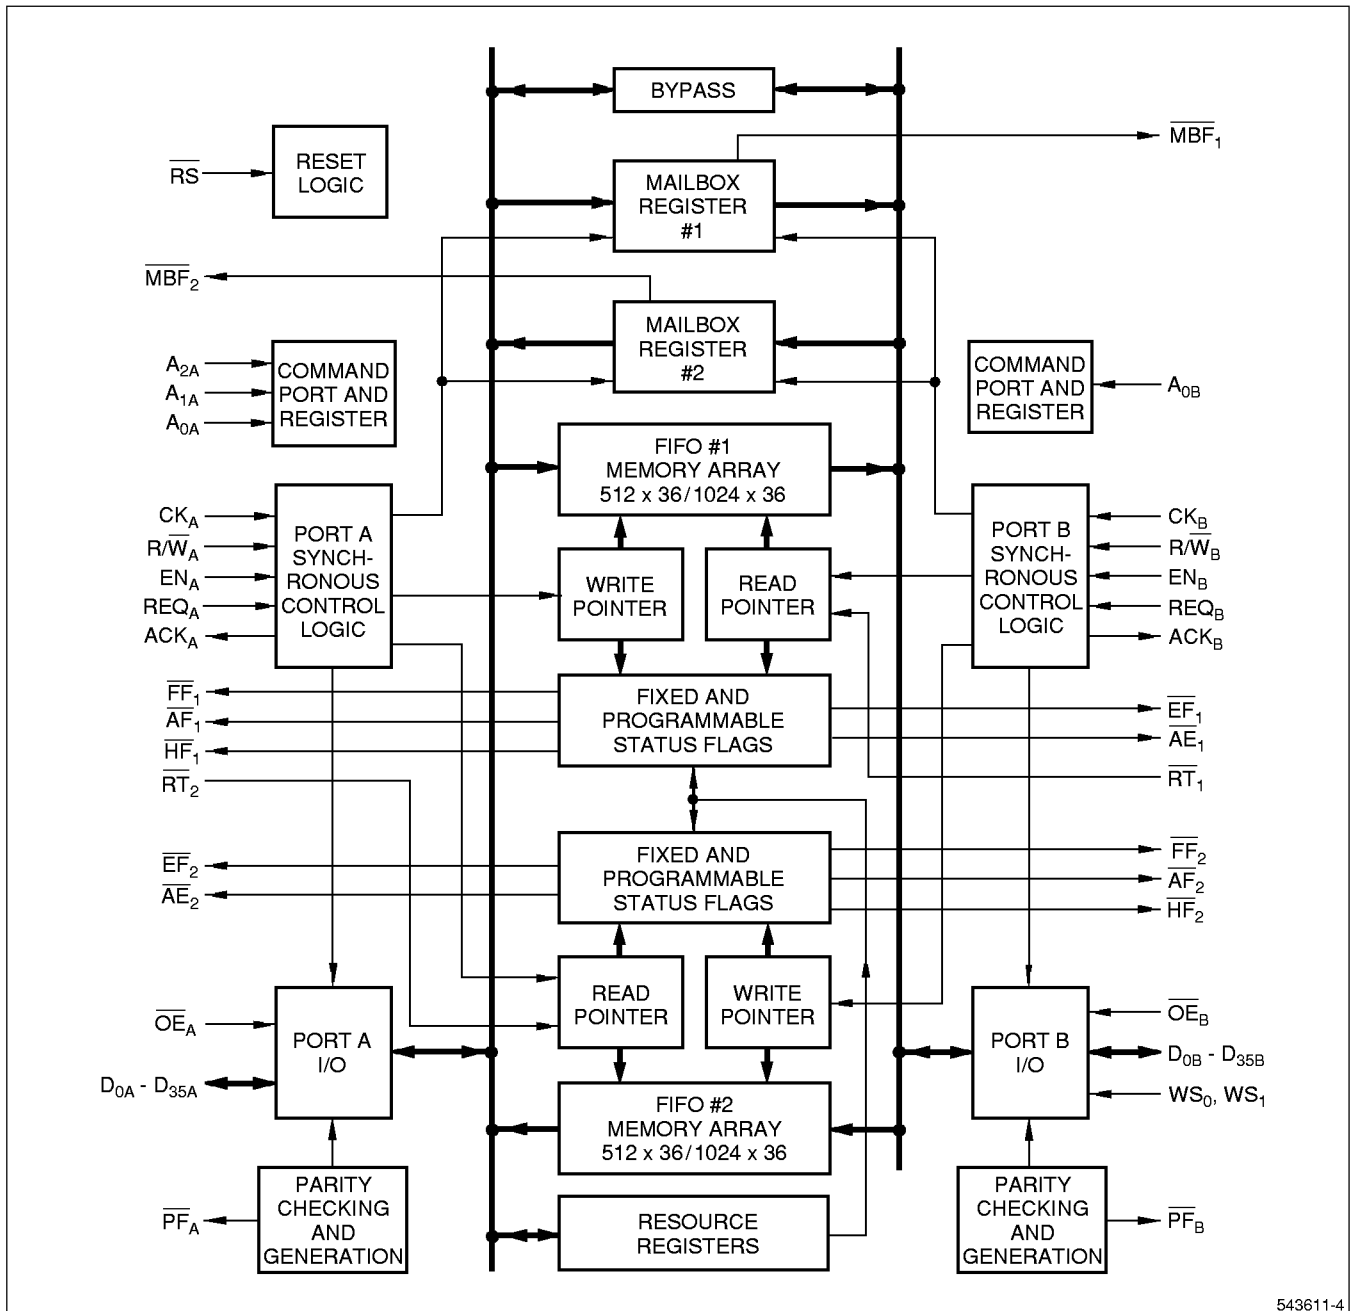 BYPASS
MBF1
RS
RESET
LOGIC
MAILBOX
REGISTER
#1
MBF2
MAILBOX
REGISTER
#2
A2A
A1A
A0A
COMMAND
PORT AND
REGISTER
COMMAND
PORT AND
REGISTER
A0B
FIFO #1
MEMORY ARRAY
512 x 36/1024 x 36
CKA
R/WA
ENA
REQA
ACKA
PORT A
SYNCH-
RONOUS
CONTROL
LOGIC
WRITE
POINTER
READ
POINTER
PORT B
SYNCH-
RONOUS
CONTROL
LOGIC
CKB
R/WB
ENB
REQB
ACKB
FF1
AF1
HF1
RT2
FIXED AND
PROGRAMMABLE
STATUS FLAGS
EF1
AE1
RT1
EF2
AE2
FIXED AND
PROGRAMMABLE
STATUS FLAGS
FF2
AF2
HF2
READ
POINTER
WRITE
POINTER
OEA
D0A - D35A
PORT A
I/O
PORT B
I/O
OEB
D0B - D35B
WS0, WS1
FIFO #2
MEMORY ARRAY
512 x 36/1024 x 36
PFA
PARITY
CHECKING
AND
GENERATION
RESOURCE
REGISTERS
PARITY
CHECKING
AND
GENERATION
PFB
543611-4